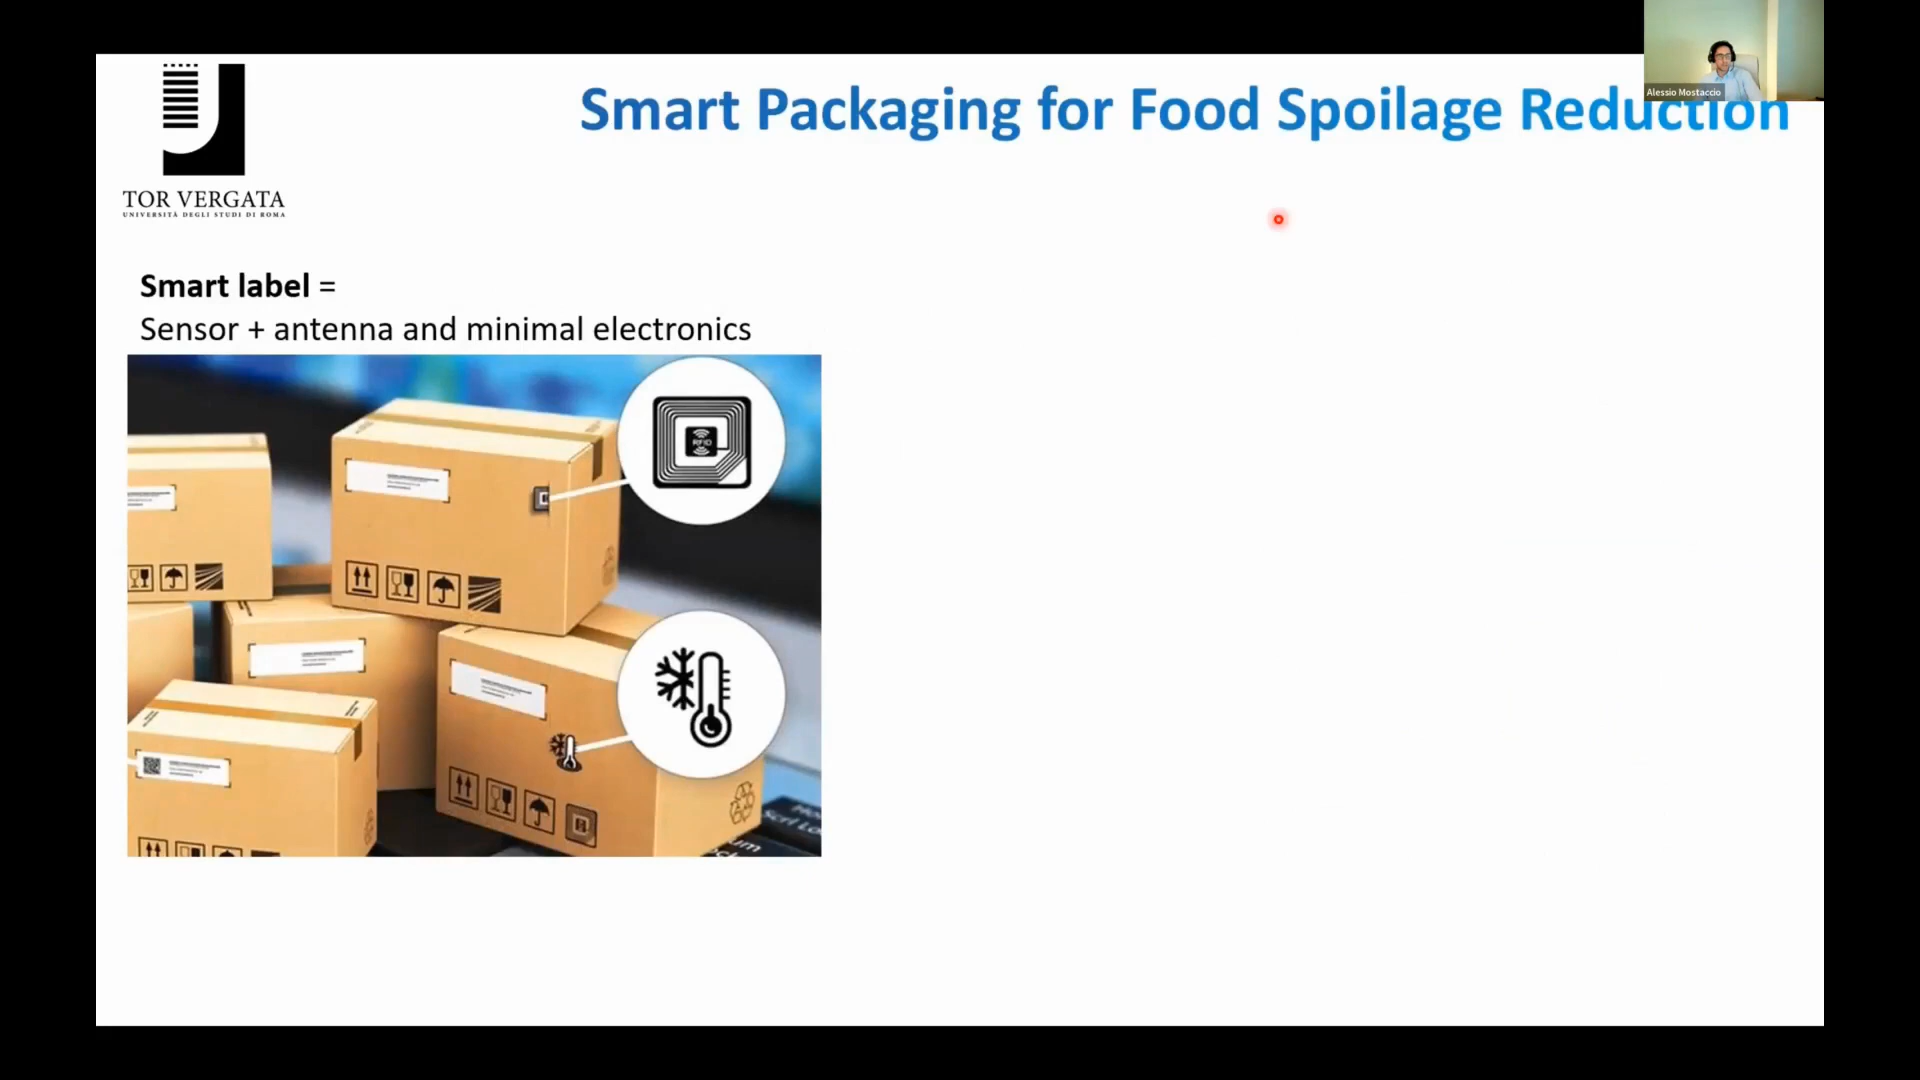 Alessio Mostaccio
Smart Packaging for Food Spoilage Reduction
TOR VERGATA
UNIVERSITÀ DEGLI STUDI DI ROMA
Smart label =
Sensor + antenna and minimal electronics
RFID